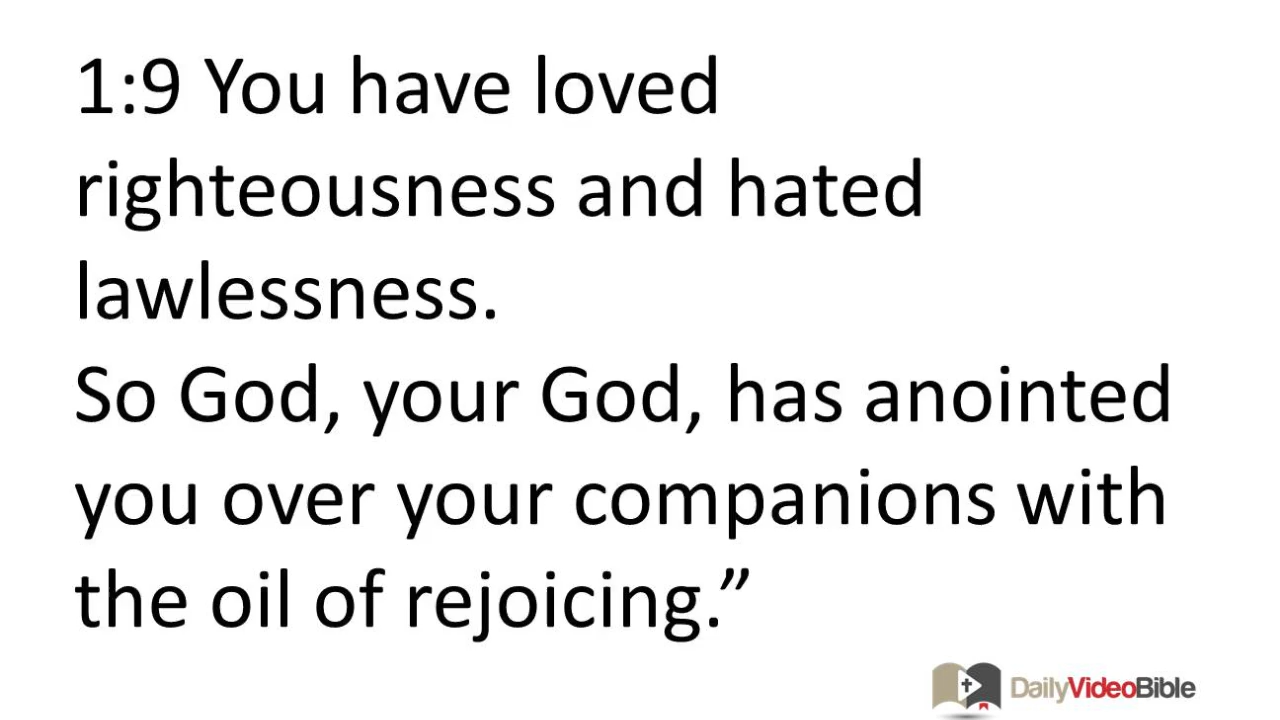 1:9 You have loved
righteousness and hated
lawlessness.
So God, your God, has anointed
you over your companions with
the oil of rejoicing.”
DailyVideoBible